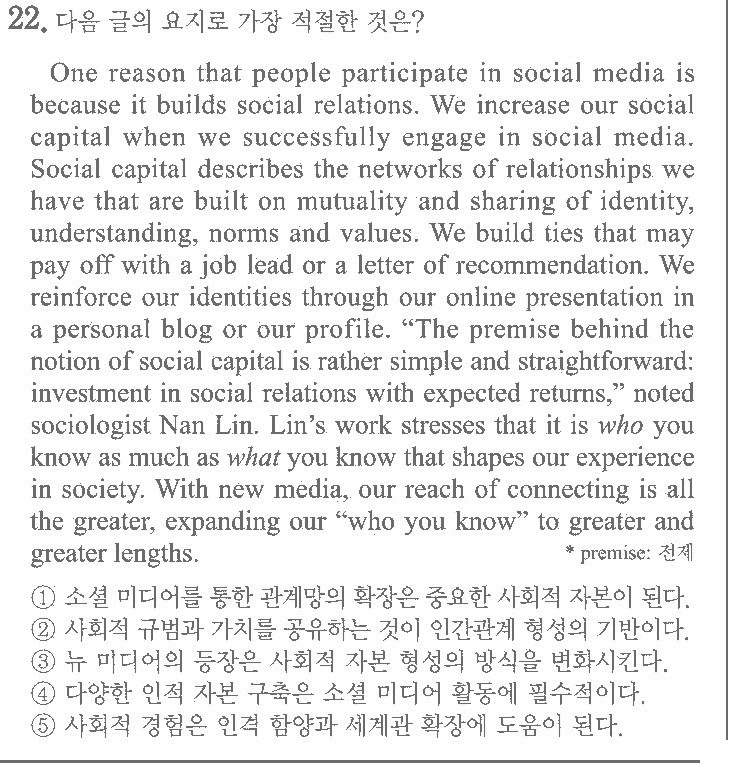 22. 다음 글의 요지로 가장 적절한 것은?
One reason that people participate in social media is
because it builds social relations. We increase our social
capital when we successfully engage in social media.
Social capital describes the networks of relationships we
have that are built on mutuality and sharing of identity,
understanding, norms and values. We build ties that may
pay off with a job lead or a letter of recommendation. We
reinforce our identities through our online presentation in
a personal blog or our profile. “The premise behind the
notion of social capital is rather simple and straightforward:
investment in social relations with expected returns,” noted
sociologist Nan Lin. Lin’s work stresses that it is who you
know as much as what you know that shapes our experience
in society. With new media, our reach of connecting is all
the greater, expanding our “who you know” to greater and
greater lengths. * premise: 전제
① 소셜 미디어를 통한 관계망의 확장은 중요한 사회적 자본이 된다.
② 사회적 규범과 가치를 공유하는 것이 인간관계 형성의 기반이다.
③ 뉴 미디어의 등장은 사회적 자본 형성의 방식을 변화시킨다.
④ 다양한 인적 자본 구축은 소셜 미디어 활동에 필수적이다.
⑤ 사회적 경험은 인격 함양과 세계관 확장에 도움이 된다.